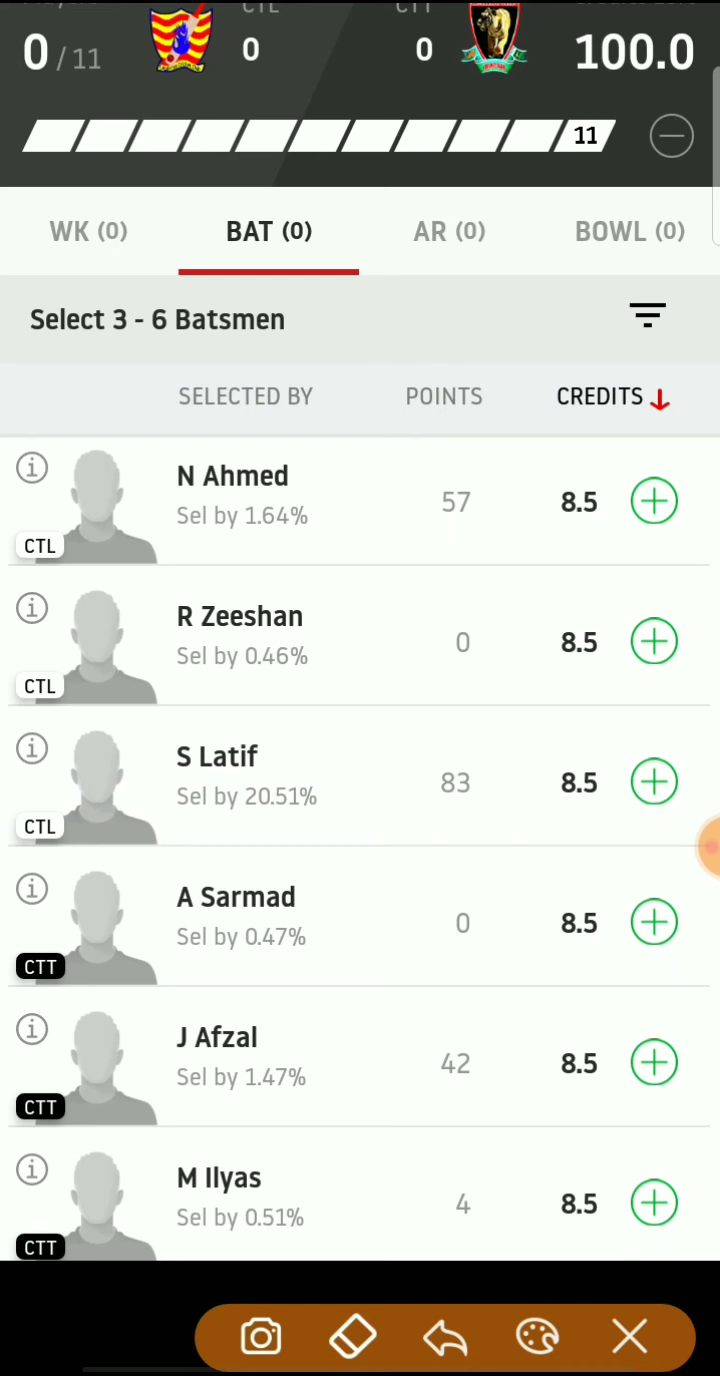 CTL
CTT
0 / 11
0
0
100.0
11
WK (0)
BAT (0)
AR (0)
BOWL (0)
Select 3 - 6 Batsmen
SELECTED BY
POINTS
CREDITS
N Ahmed
Sel by 1.64%
57
8.5
CTL
R Zeeshan
Sel by 0.46%
0
8.5
CTL
S Latif
Sel by 20.51%
83
8.5
CTL
A Sarmad
Sel by 0.47%
0
8.5
CTT
J Afzal
Sel by 1.47%
42
8.5
CTT
M Ilyas
Sel by 0.51%
4
8.5
CTT